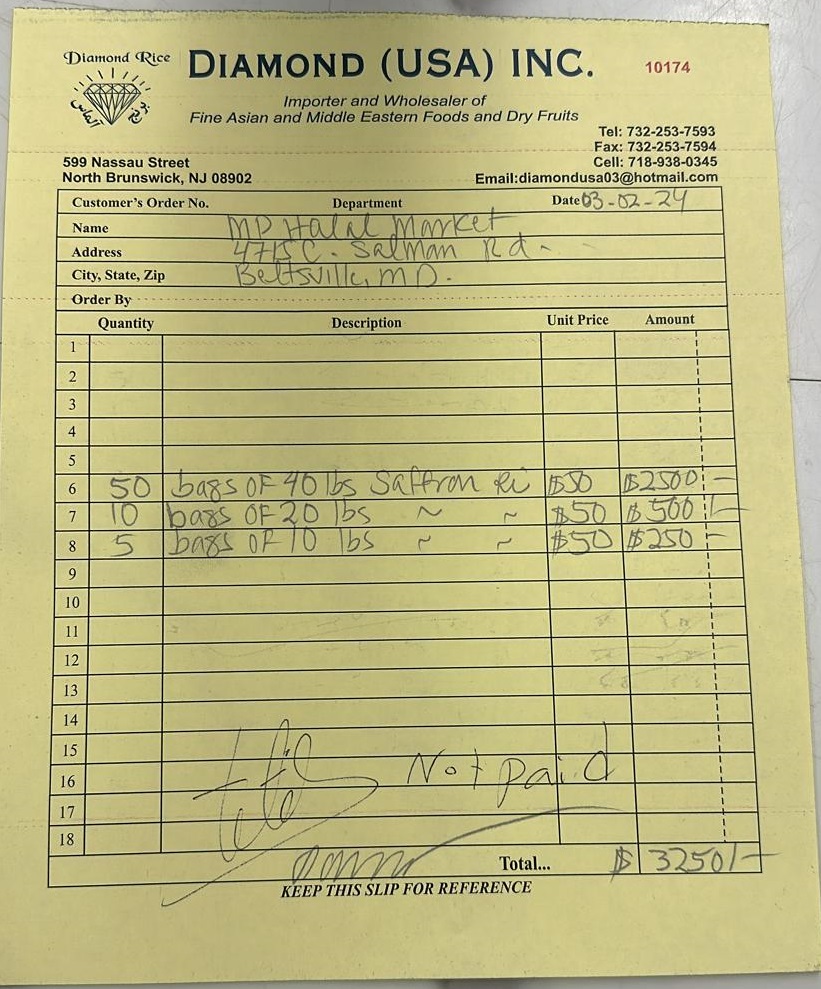 Diamond Rice
DIAMOND (USA) INC.
10174
Importer and Wholesaler of
Fine Asian and Middle Eastern Foods and Dry Fruits
Tel: 732-253-7593
Fax: 732-253-7594
Cell: 718-938-0345
599 Nassau Street
North Brunswick, NJ 08902
Email:diamondusa03@hotmail.com
Customer's Order No. Department Date 03-02-24
Name MD Halal Market
Address 4715 C. Salman Rd-
City, State, Zip Beltsville, MD.
Order By
Quantity Description Unit Price Amount
1
2
3
4
5
6 50 bags OF 40 lbs Saffron Ri $50 $2500/-
7 10 bags OF 20 lbs ~ ~ $50 $500/-
8 5 bags OF 10 lbs ~ ~ $50 $250-
9
10
11
12
13
14
15
16 Not paid
17
18
Total... $ 3250/-
KEEP THIS SLIP FOR REFERENCE